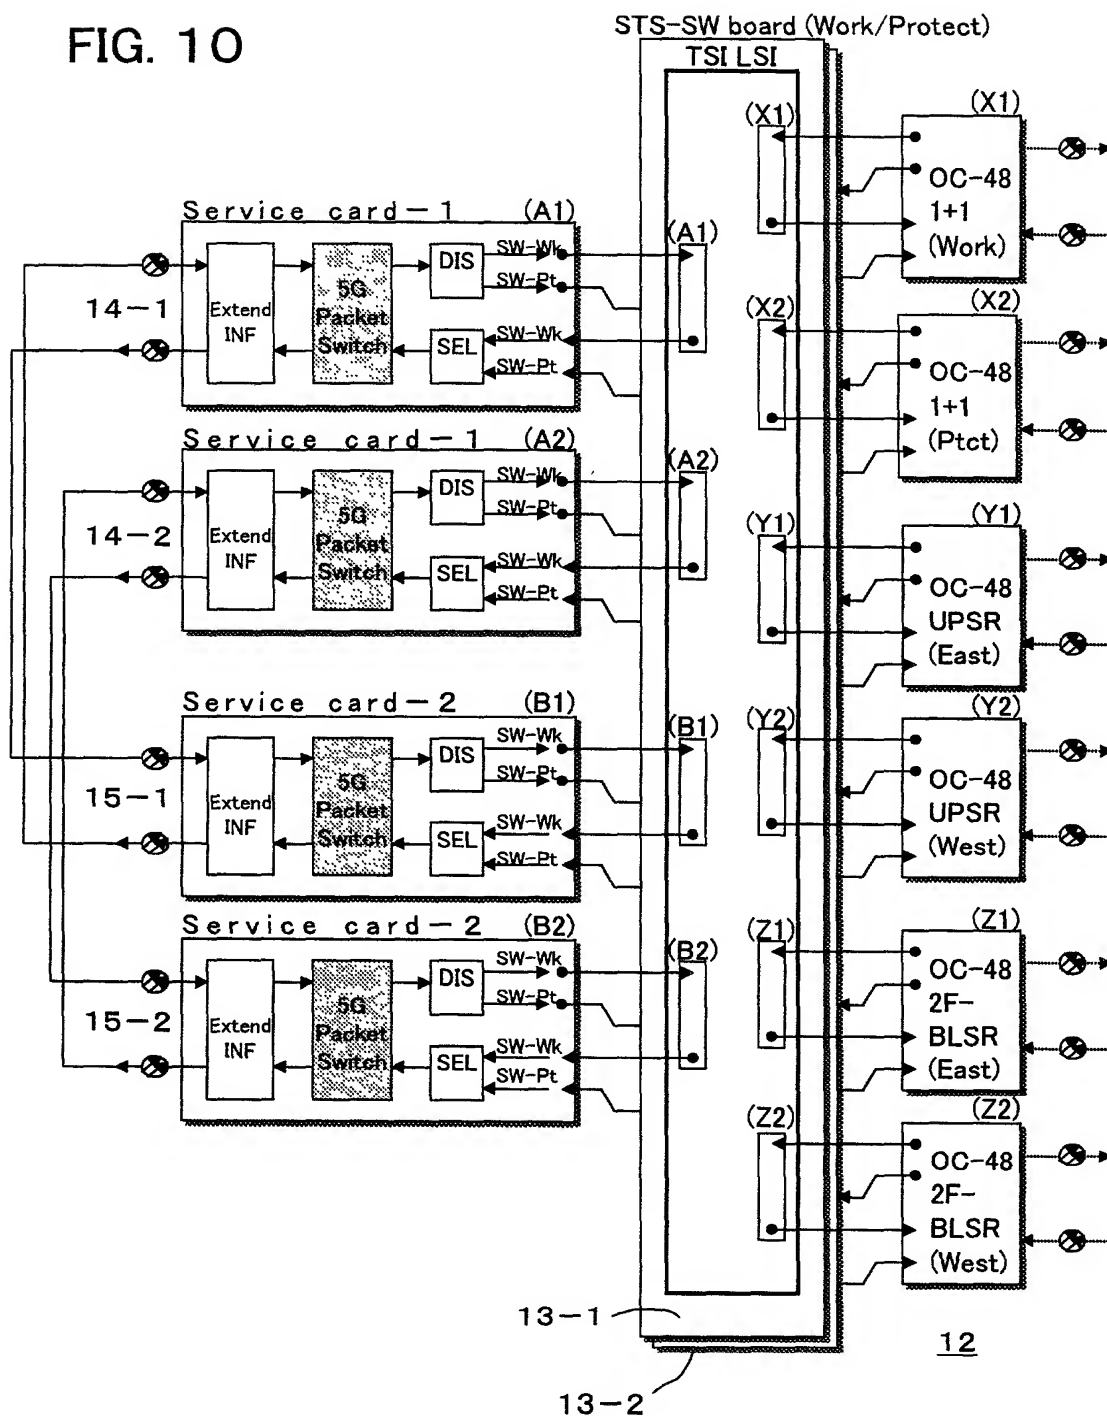 FIG. 10
STS-SW board (Work/Protect)
TSI LSI
Service card-1 (A1)
14-1
Extend
INF
5G
Packet
Switch
DIS
SEL
SW-Wk
SW-Pt
SW-Wk
SW-Pt
(A1)
Service card-1 (A2)
14-2
Extend
INF
5G
Packet
Switch
DIS
SEL
SW-Wk
SW-Pt
SW-Wk
SW-Pt
(A2)
Service card-2 (B1)
15-1
Extend
INF
5G
Packet
Switch
DIS
SEL
SW-Wk
SW-Pt
SW-Wk
SW-Pt
(B1)
Service card-2 (B2)
15-2
Extend
INF
5G
Packet
Switch
DIS
SEL
SW-Wk
SW-Pt
SW-Wk
SW-Pt
(B2)
(X1)
(X1)
OC-48
1+1
(Work)
(X2)
(X2)
OC-48
1+1
(Ptct)
(Y1)
(Y1)
OC-48
UPSR
(East)
(Y2)
(Y2)
OC-48
UPSR
(West)
(Z1)
(Z1)
OC-48
2F-
BLSR
(East)
(Z2)
(Z2)
OC-48
2F-
BLSR
(West)
13-1
13-2
12